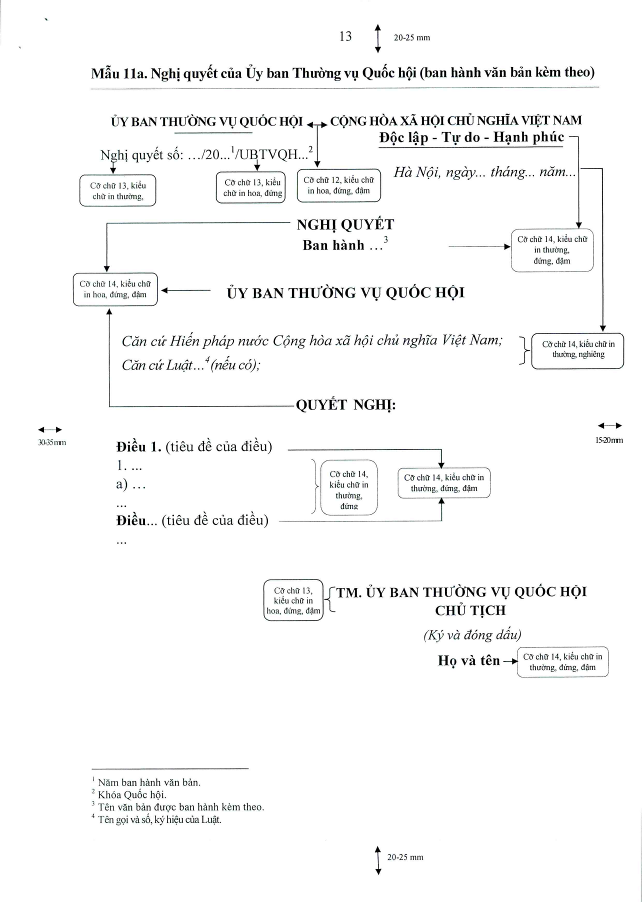 13
20-25 mm
Mẫu 11a. Nghị quyết của Ủy ban Thường vụ Quốc hội (ban hành văn bản kèm theo)
ỦY BAN THƯỜNG VỤ QUỐC HỘI CỘNG HÒA XÃ HỘI CHỦ NGHĨA VIỆT NAM
Độc lập - Tự do - Hạnh phúc
Nghị quyết số: .../20...1/UBTVQH...2
Hà Nội, ngày... tháng... năm...
Cỡ chữ 13, kiểu
chữ in thường,
Cỡ chữ 13, kiểu
in hoa, đứng
Cỡ chữ 12, kiểu chữ
in hoa, đứng, đậm
NGHỊ QUYẾT
Ban hành ...3
Cỡ chữ 14, kiểu chữ
in thường,
đứng, đậm
Cỡ chữ 14, kiểu chữ
in hoa, đứng, đậm
ỦY BAN THƯỜNG VỤ QUỐC HỘI
Căn cứ Hiến pháp nước Cộng hòa xã hội chủ nghĩa Việt Nam;
Căn cứ Luật...4 (nếu có);
Cỡ chữ 14, kiểu chữ in
thường, nghiêng
QUYẾT NGHỊ:
30-35mm
15-20mm
Điều 1. (tiêu đề của điều)
1. ...
a) ...
...
Điều... (tiêu đề của điều)
...
Cỡ chữ 14,
kiểu chữ in
thường,
đứng
Cỡ chữ 14, kiểu chữ in
thường, đứng, đậm
Cỡ chữ 13,
kiểu chữ in
hoa, đứng, đậm
TM. ỦY BAN THƯỜNG VỤ QUỐC HỘI
CHỦ TỊCH
(Ký và đóng dấu)
Họ và tên
Cỡ chữ 14, kiểu chữ in
thường, đứng, đậm
1 Năm ban hành văn bản.
2 Khóa Quốc hội.
3 Tên văn bản được ban hành kèm theo.
4 Tên gọi và số, ký hiệu của Luật.
20-25 mm